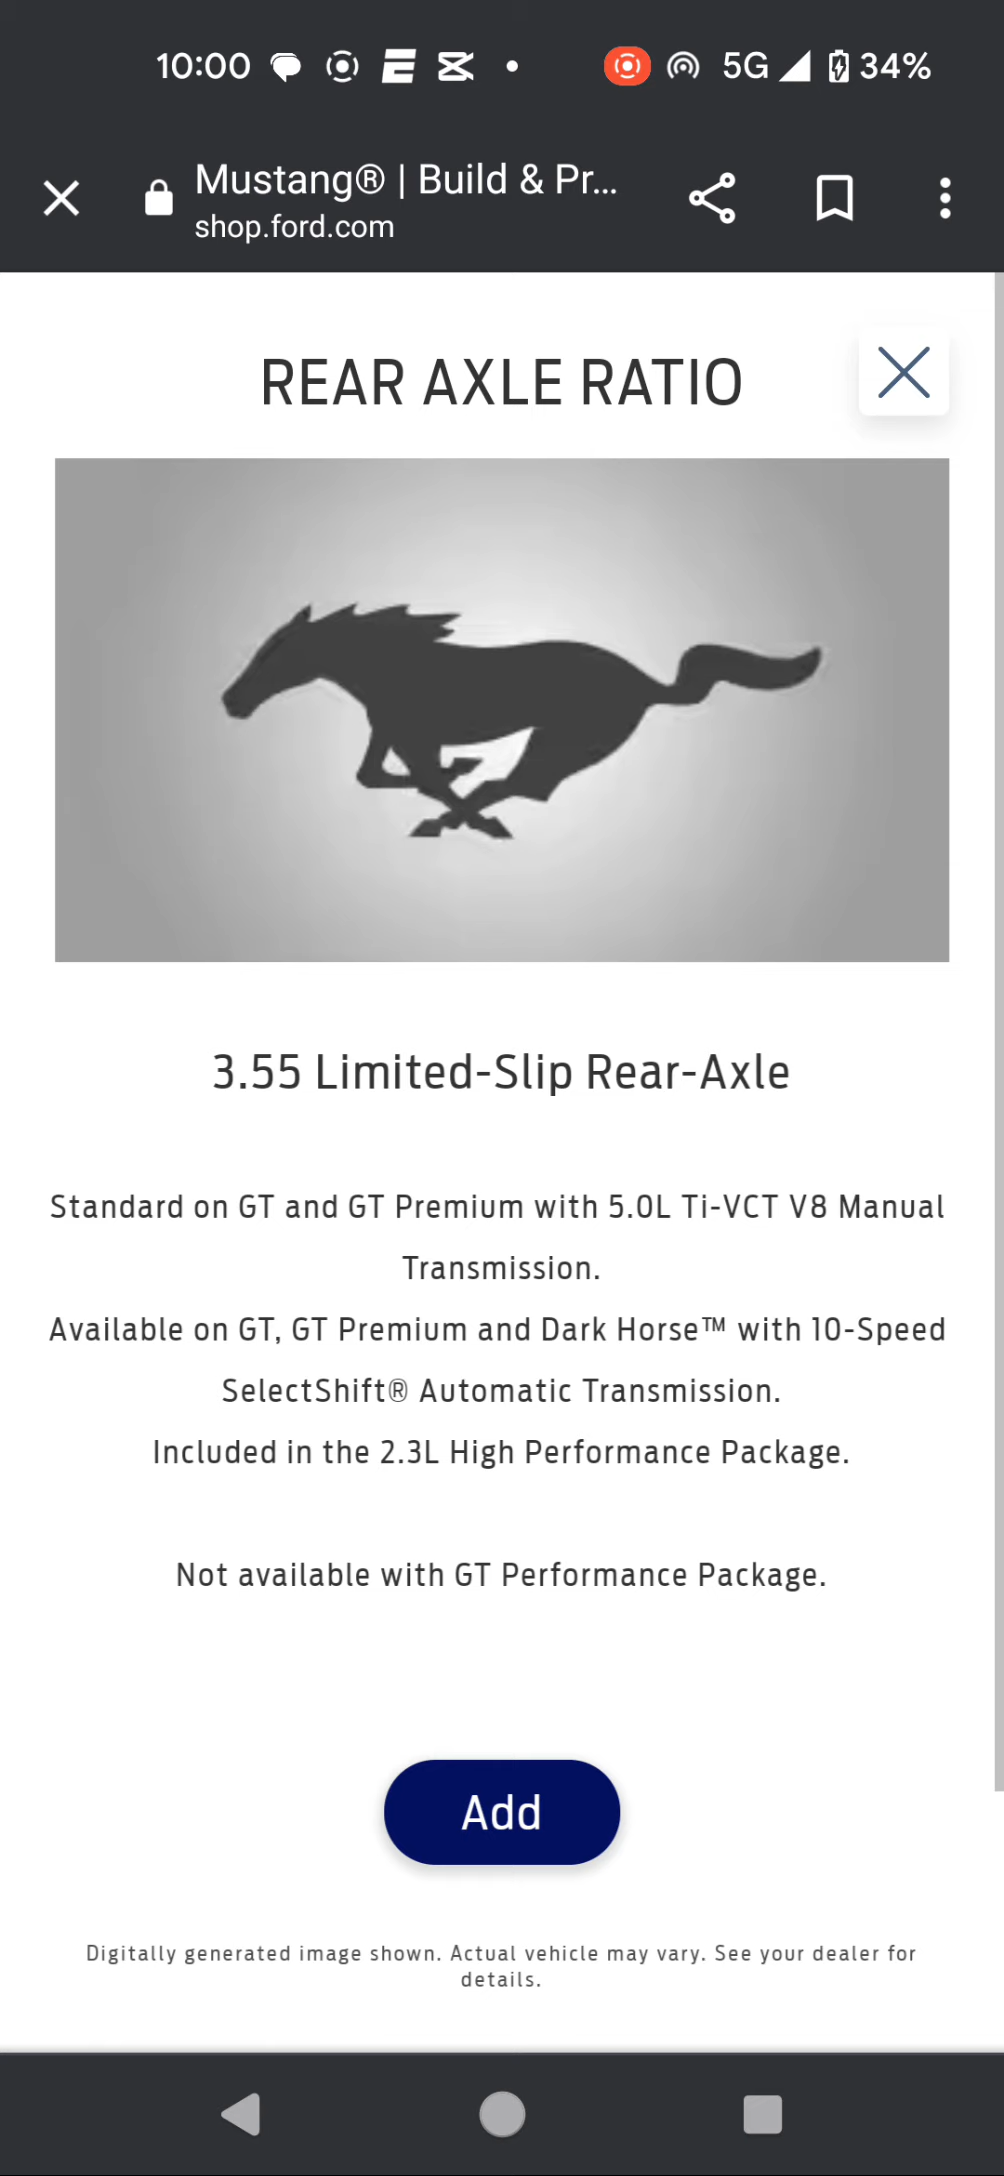 10:00 5G 34%
Mustang® | Build & Pr...
shop.ford.com
REAR AXLE RATIO
3.55 Limited-Slip Rear-Axle
Standard on GT and GT Premium with 5.0L Ti-VCT V8 Manual
Transmission.
Available on GT, GT Premium and Dark Horse™ with 10-Speed
SelectShift® Automatic Transmission.
Included in the 2.3L High Performance Package.
Not available with GT Performance Package.
Add
Digitally generated image shown. Actual vehicle may vary. See your dealer for
details.